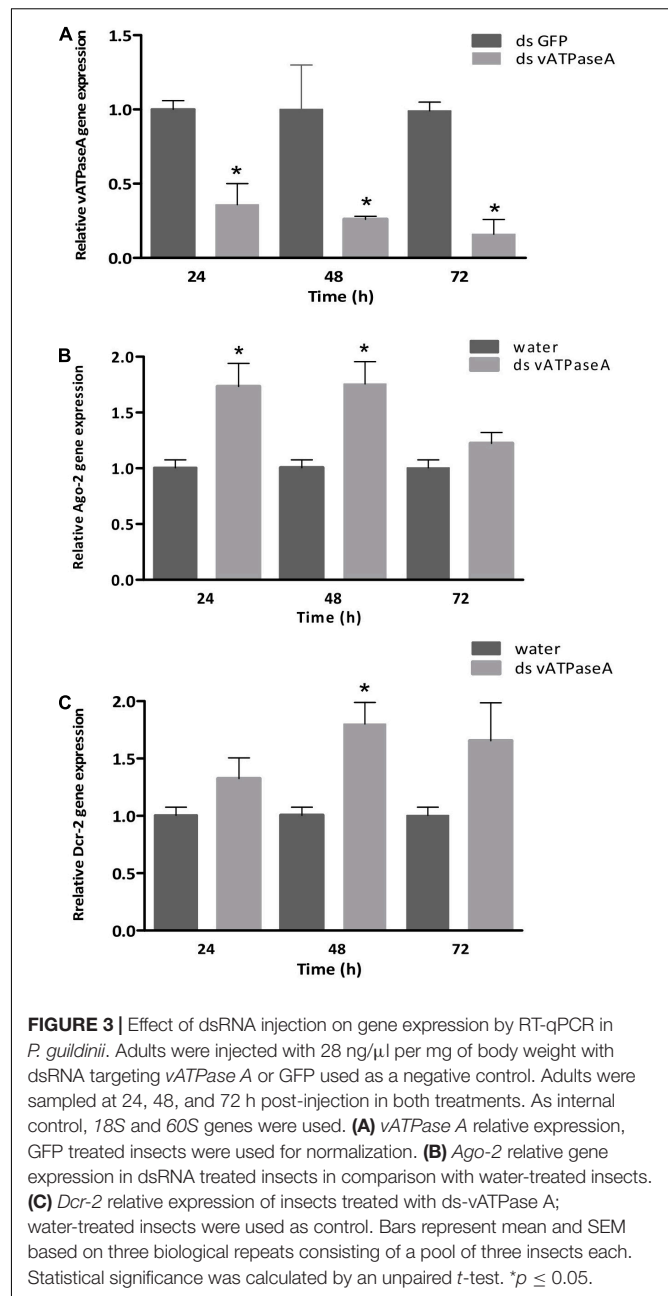 A
Relative vATPaseA gene expression
1.5
1.0
0.5
0.0
ds GFP
ds vATPaseA
*
*
*
24
48
72
Time (h)
B
Relative Ago-2 gene expression
2.0
1.5
1.0
0.5
0.0
water
ds vATPaseA
*
*
24
48
72
Time (h)
C
Rrelative Dcr-2 gene expression
2.0
1.5
1.0
0.5
0.0
water
ds vATPaseA
*
24
48
72
Time (h)
FIGURE 3 | Effect of dsRNA injection on gene expression by RT-qPCR in
P. guildinii. Adults were injected with 28 ng/μl per mg of body weight with
dsRNA targeting vATPase A or GFP used as a negative control. Adults were
sampled at 24, 48, and 72 h post-injection in both treatments. As internal
control, 18S and 60S genes were used. (A) vATPase A relative expression,
GFP treated insects were used for normalization. (B) Ago-2 relative gene
expression in dsRNA treated insects in comparison with water-treated insects.
(C) Dcr-2 relative expression of insects treated with ds-vATPase A;
water-treated insects were used as control. Bars represent mean and SEM
based on three biological repeats consisting of a pool of three insects each.
Statistical significance was calculated by an unpaired t-test. *p ≤ 0.05.